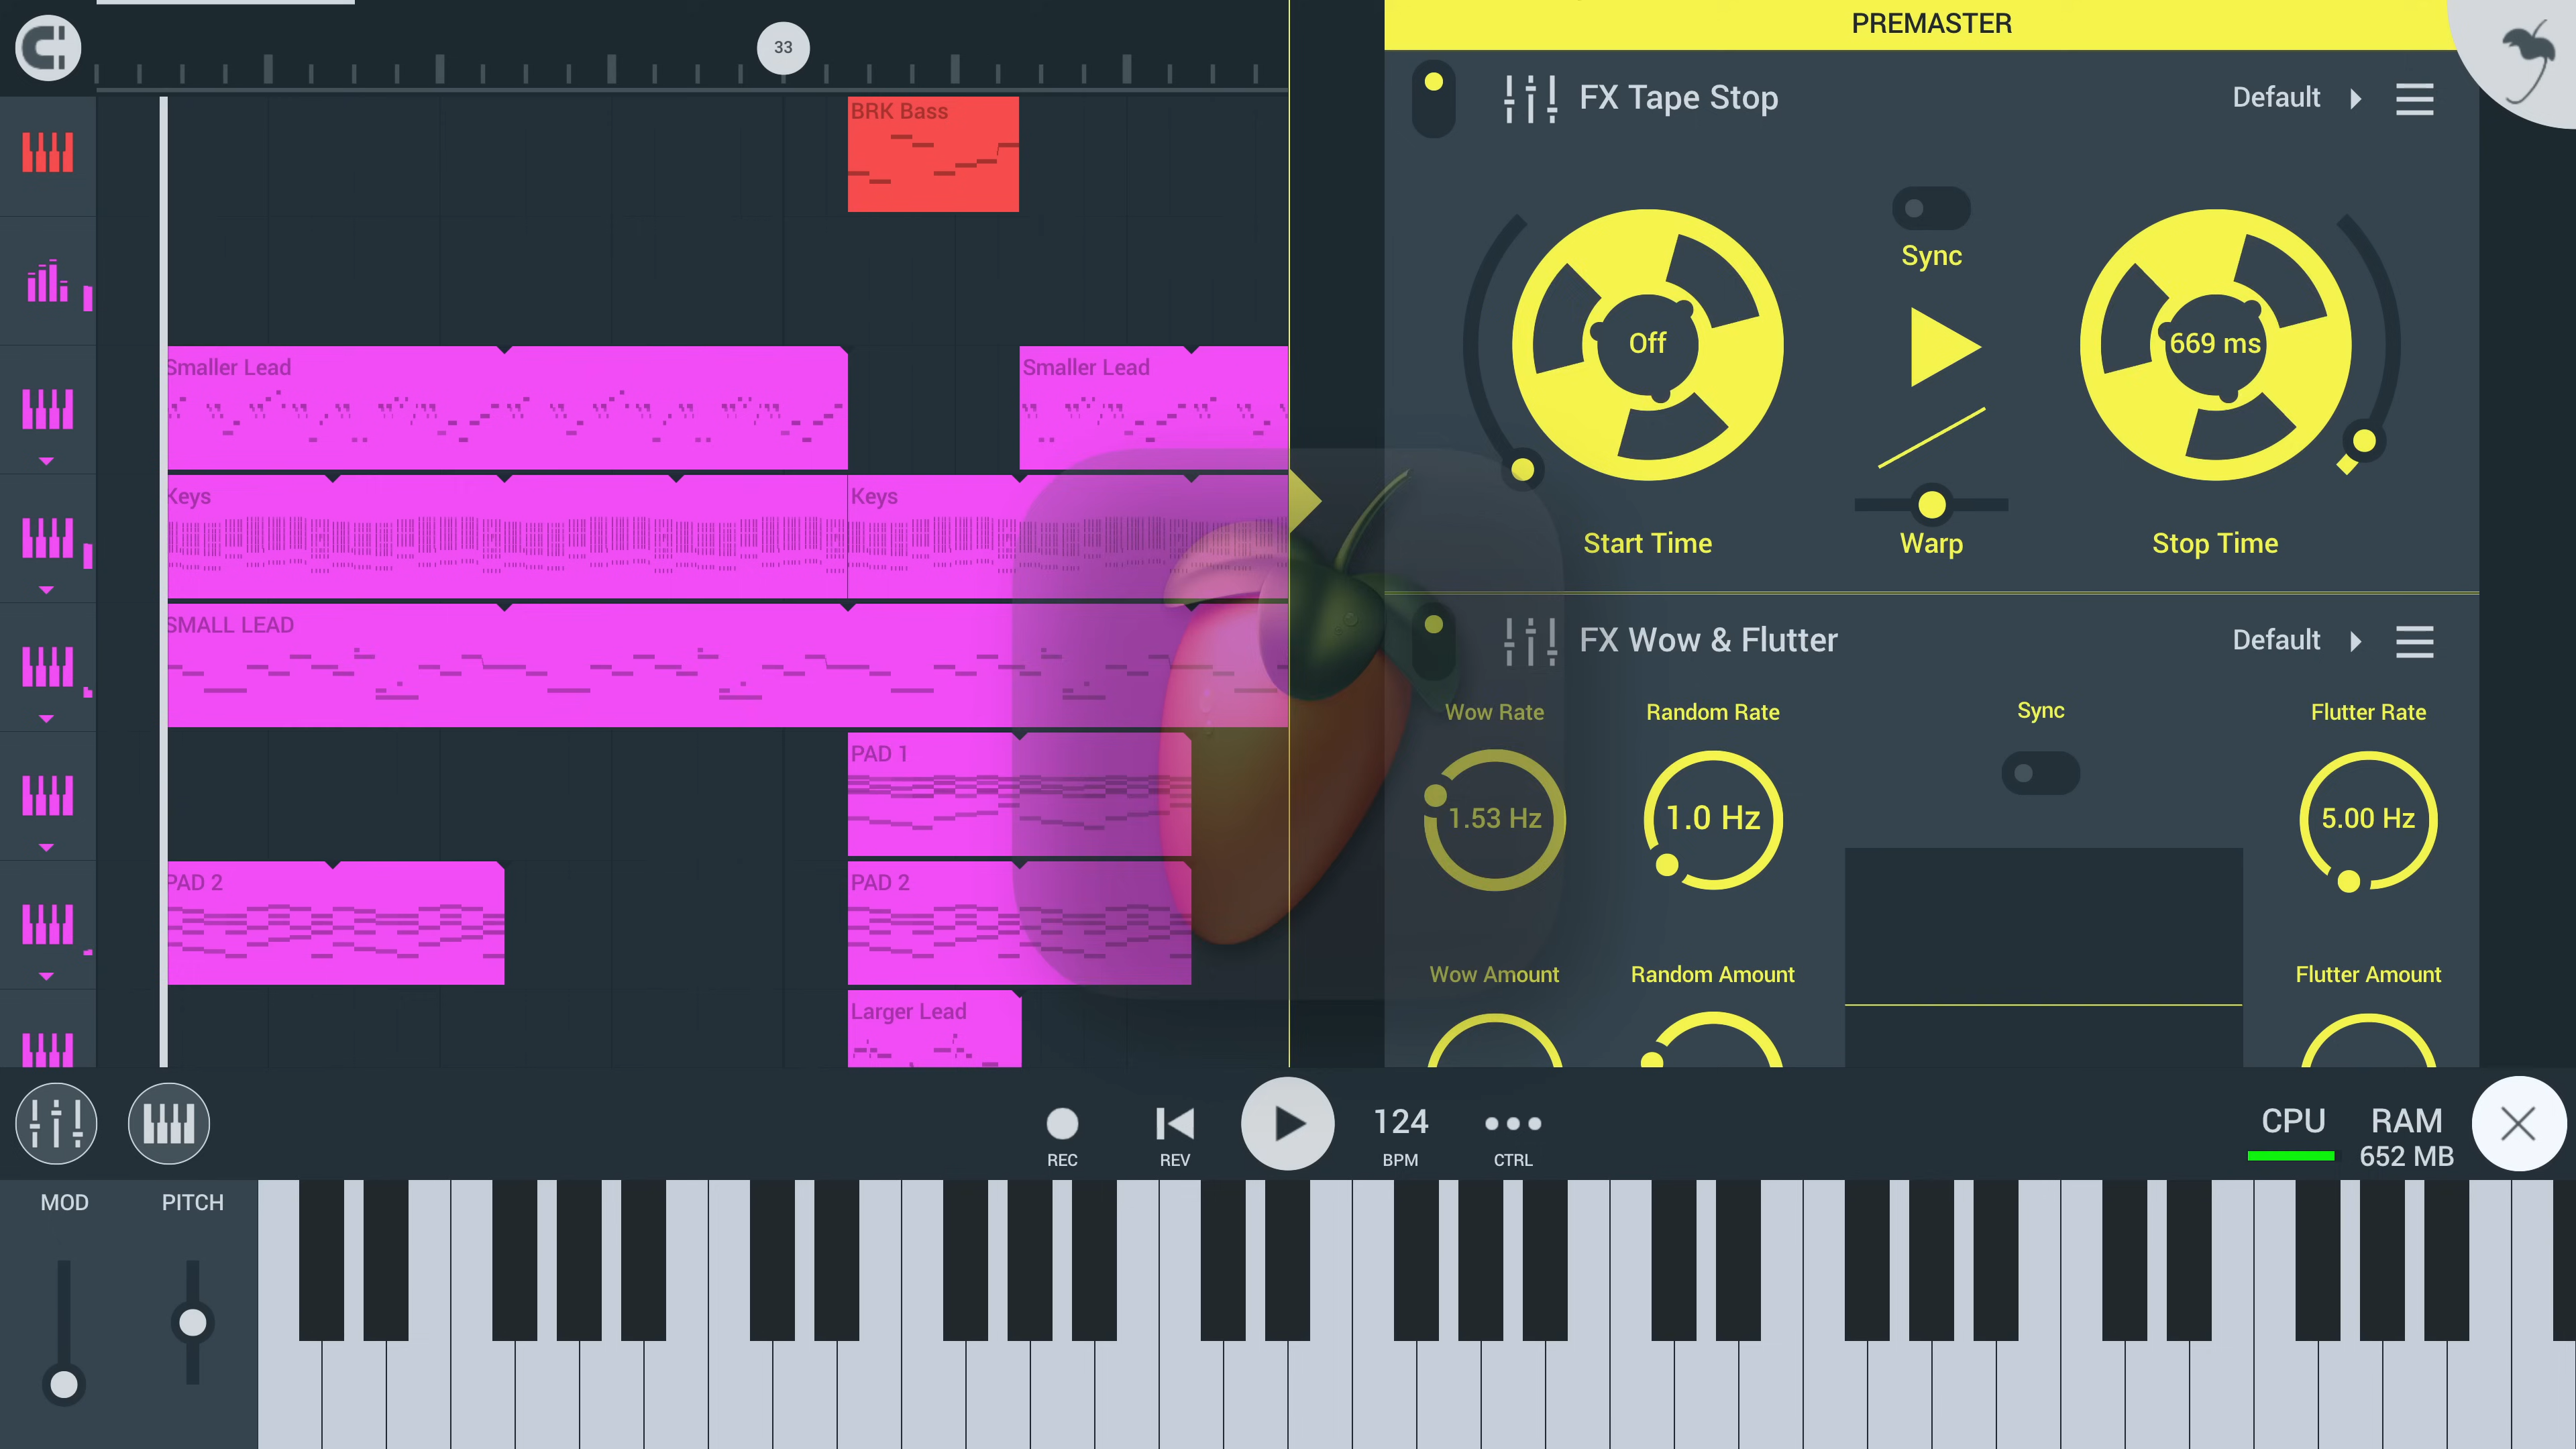 33
BRK Bass
Smaller Lead
Smaller Lead
Keys
Keys
SMALL LEAD
PAD 1
PAD 2
PAD 2
Larger Lead
PREMASTER
FX Tape Stop
Default
Off
Sync
669 ms
Start Time
Warp
Stop Time
FX Wow & Flutter
Default
Wow Rate
Random Rate
Sync
Flutter Rate
1.53 Hz
1.0 Hz
5.00 Hz
Wow Amount
Random Amount
Flutter Amount
REC
REV
124
BPM
CTRL
CPU
RAM
652 MB
MOD
PITCH